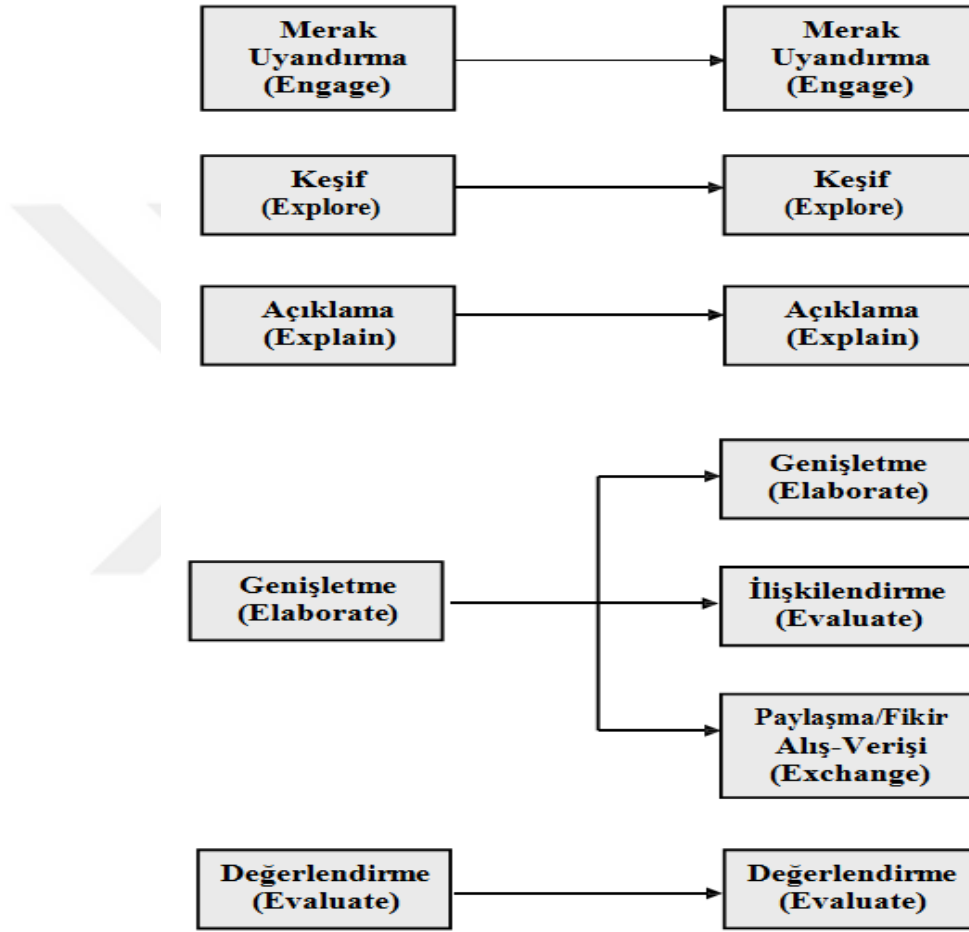 Merak
Uyandırma
(Engage)
Merak
Uyandırma
(Engage)
Keşif
(Explore)
Keşif
(Explore)
Açıklama
(Explain)
Açıklama
(Explain)
Genişletme
(Elaborate)
Genişletme
(Elaborate)
İlişkilendirme
(Evaluate)
Paylaşma/Fikir
Alış-Verişi
(Exchange)
Değerlendirme
(Evaluate)
Değerlendirme
(Evaluate)